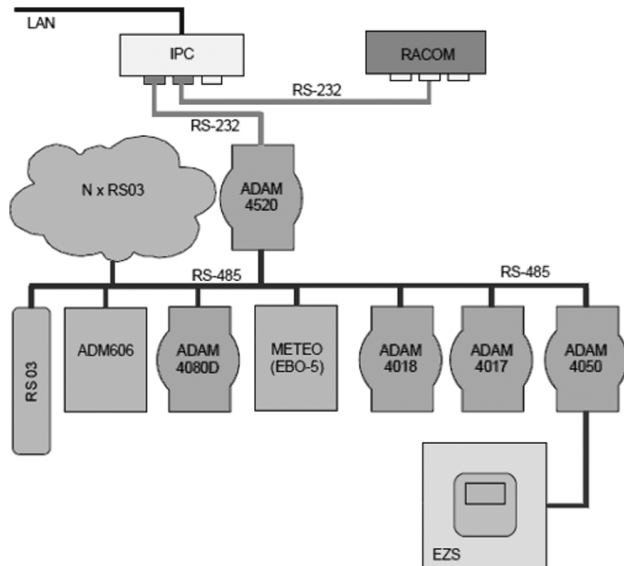 LAN
IPC
RACOM
RS-232
RS-232
N x RS03
ADAM
4520
RS-485
RS-485
RS 03
ADM606
ADAM
4080D
METEO
(EBO-5)
ADAM
4018
ADAM
4017
ADAM
4050
EZS